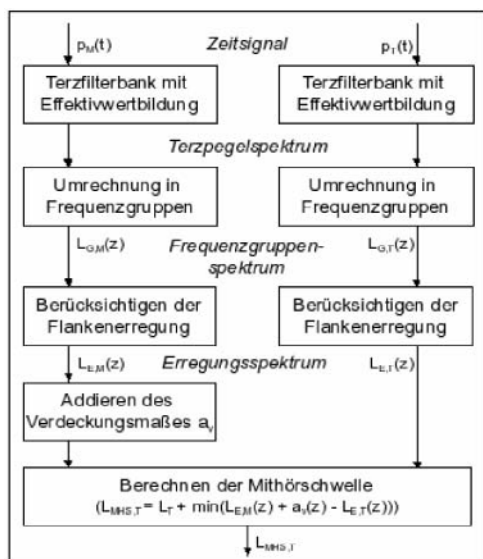 p_M(t) Zeitsignal p_T(t)
Terzfilterbank mit
Effektivwertbildung
Terzfilterbank mit
Effektivwertbildung
Terzpegelspektrum
Umrechnung in
Frequenzgruppen
Umrechnung in
Frequenzgruppen
L_G,M(z) Frequenzgruppen- L_G,T(z)
spektrum
Berücksichtigen der
Flankenerregung
Berücksichtigen der
Flankenerregung
L_E,M(z) Erregungsspektrum L_E,T(z)
Addieren des
Verdeckungsmaßes a_v
Berechnen der Mithörschwelle
(L_MHS,T = L_T + min(L_E,M(z) + a_v(z) - L_E,T(z)))
L_MHS,T